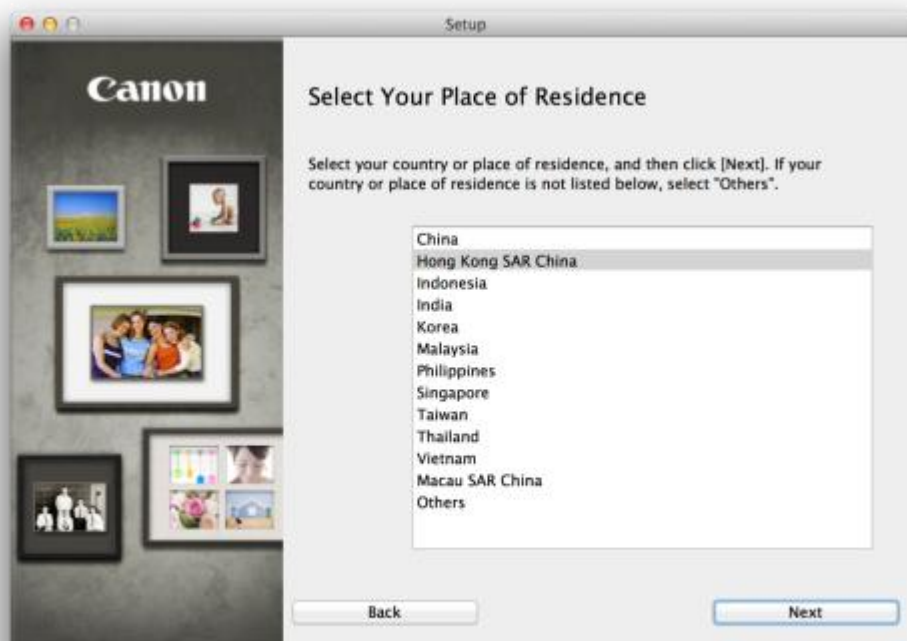 Setup
Canon
Select Your Place of Residence
Select your country or place of residence, and then click [Next]. If your
country or place of residence is not listed below, select "Others".
China
Hong Kong SAR China
Indonesia
India
Korea
Malaysia
Philippines
Singapore
Taiwan
Thailand
Vietnam
Macau SAR China
Others
Back
Next